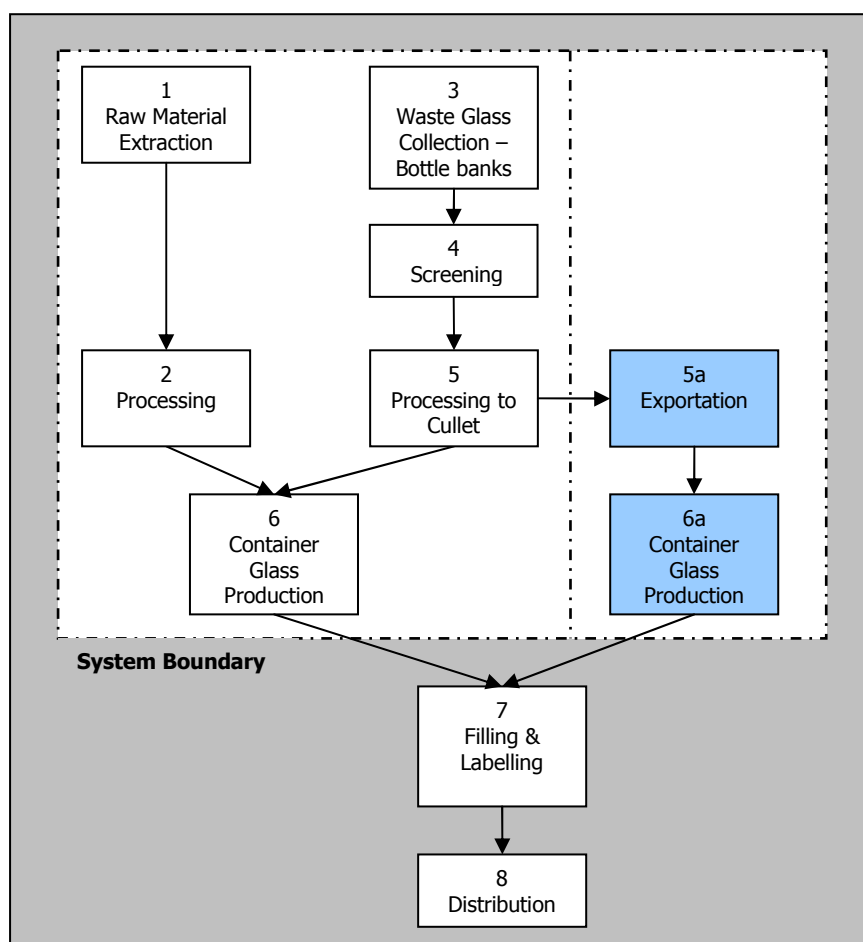 1
Raw Material
Extraction
3
Waste Glass
Collection –
Bottle banks
4
Screening
2
Processing
5
Processing to
Cullet
5a
Exportation
6
Container
Glass
Production
6a
Container
Glass
Production
System Boundary
7
Filling &
Labelling
8
Distribution